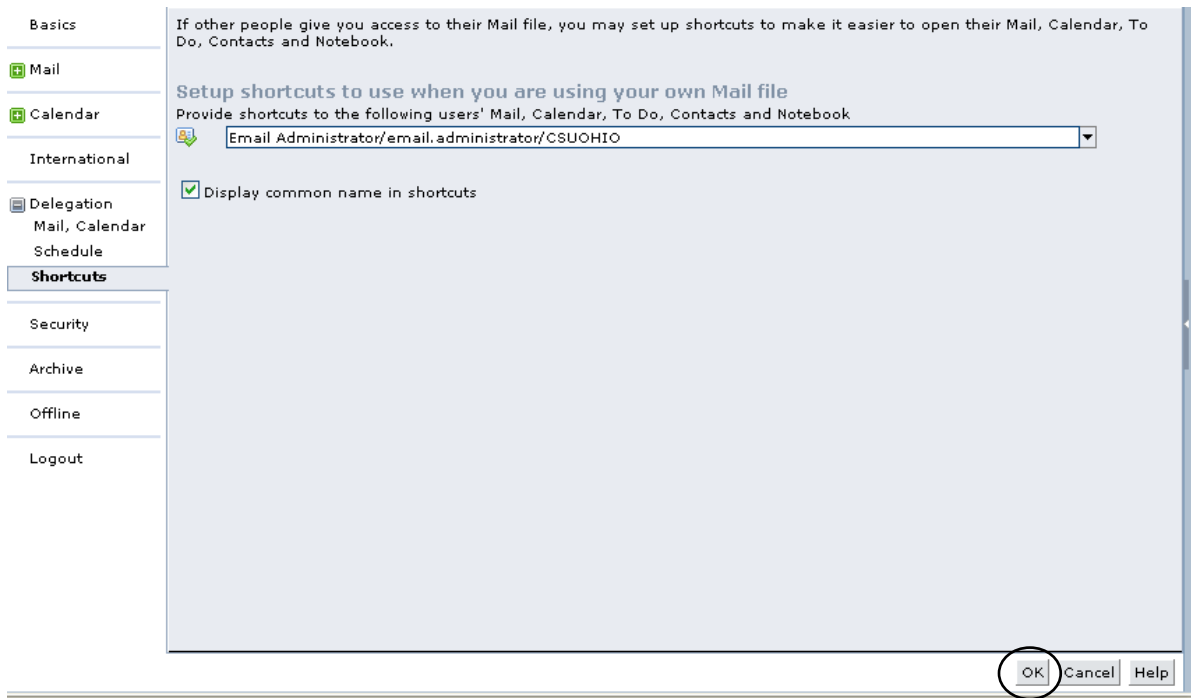 Basics
Mail
Calendar
International
Delegation
Mail, Calendar
Schedule
Shortcuts
Security
Archive
Offline
Logout
If other people give you access to their Mail file, you may set up shortcuts to make it easier to open their Mail, Calendar, To
Do, Contacts and Notebook.
Setup shortcuts to use when you are using your own Mail file
Provide shortcuts to the following users' Mail, Calendar, To Do, Contacts and Notebook
Email Administrator/email.administrator/CSUOHIO
Display common name in shortcuts
OK Cancel Help